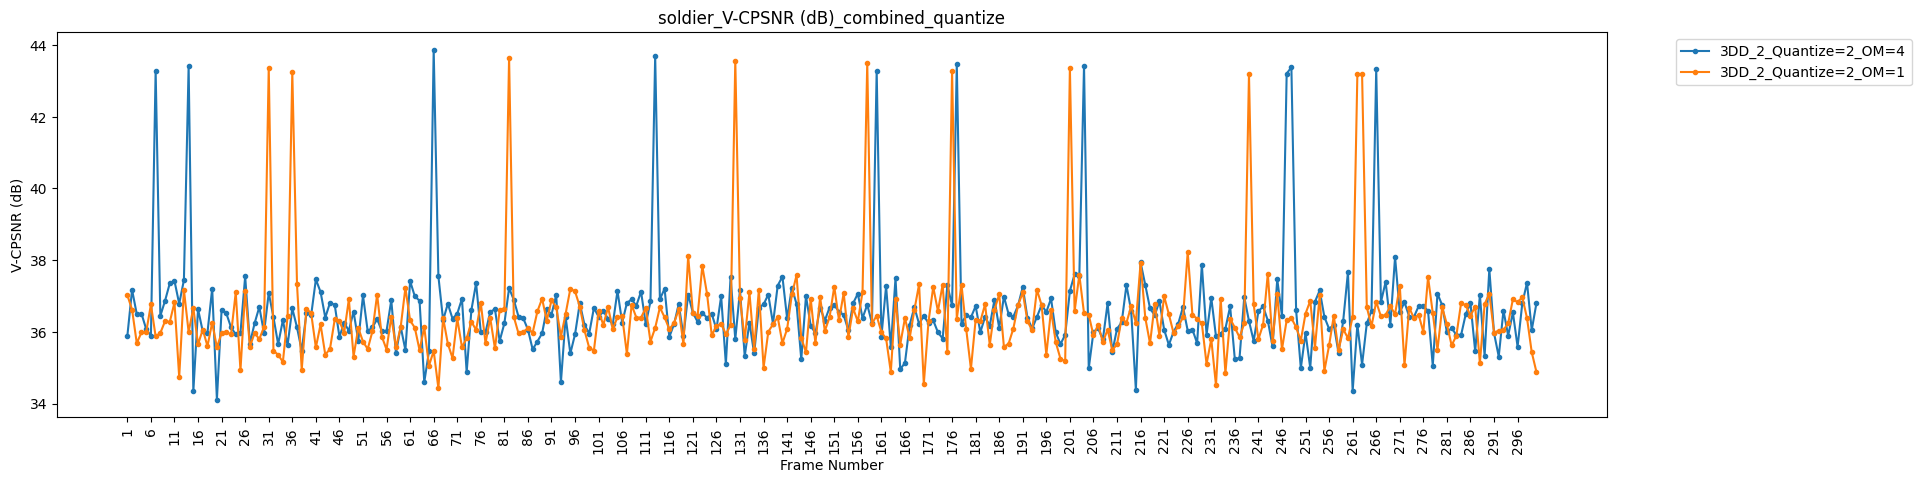 soldier_V-CPSNR (dB)_combined_quantize
3DD_2_Quantize=2_OM=4
3DD_2_Quantize=2_OM=1
V-CPSNR (dB)
44
42
40
38
36
34
1 6 11 16 21 26 31 36 41 46 51 56 61 66 71 76 81 86 91 96 101 106 111 116 121 126 131 136 141 146 151 156 161 166 171 176 181 186 191 196 201 206 211 216 221 226 231 236 241 246 251 256 261 266 271 276 281 286 291 296
Frame Number